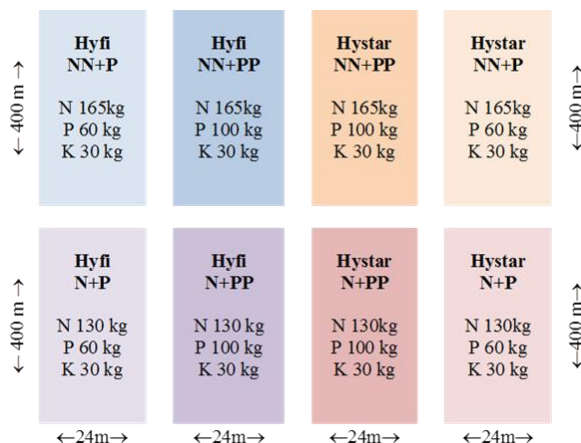 Hyfi
NN+P
N 165kg
P 60 kg
K 30 kg
Hyfi
NN+PP
N 165kg
P 100 kg
K 30 kg
Hystar
NN+PP
N 165kg
P 100 kg
K 30 kg
Hystar
NN+P
N 165kg
P 60 kg
K 30 kg
←400 m→
←400 m→
Hyfi
N+P
N 130 kg
P 60 kg
K 30 kg
Hyfi
N+PP
N 130 kg
P 100 kg
K 30 kg
Hystar
N+PP
N 130kg
P 100 kg
K 30 kg
Hystar
N+P
N 130kg
P 60 kg
K 30 kg
←400 m→
←400 m→
←24m→
←24m→
←24m→
←24m→